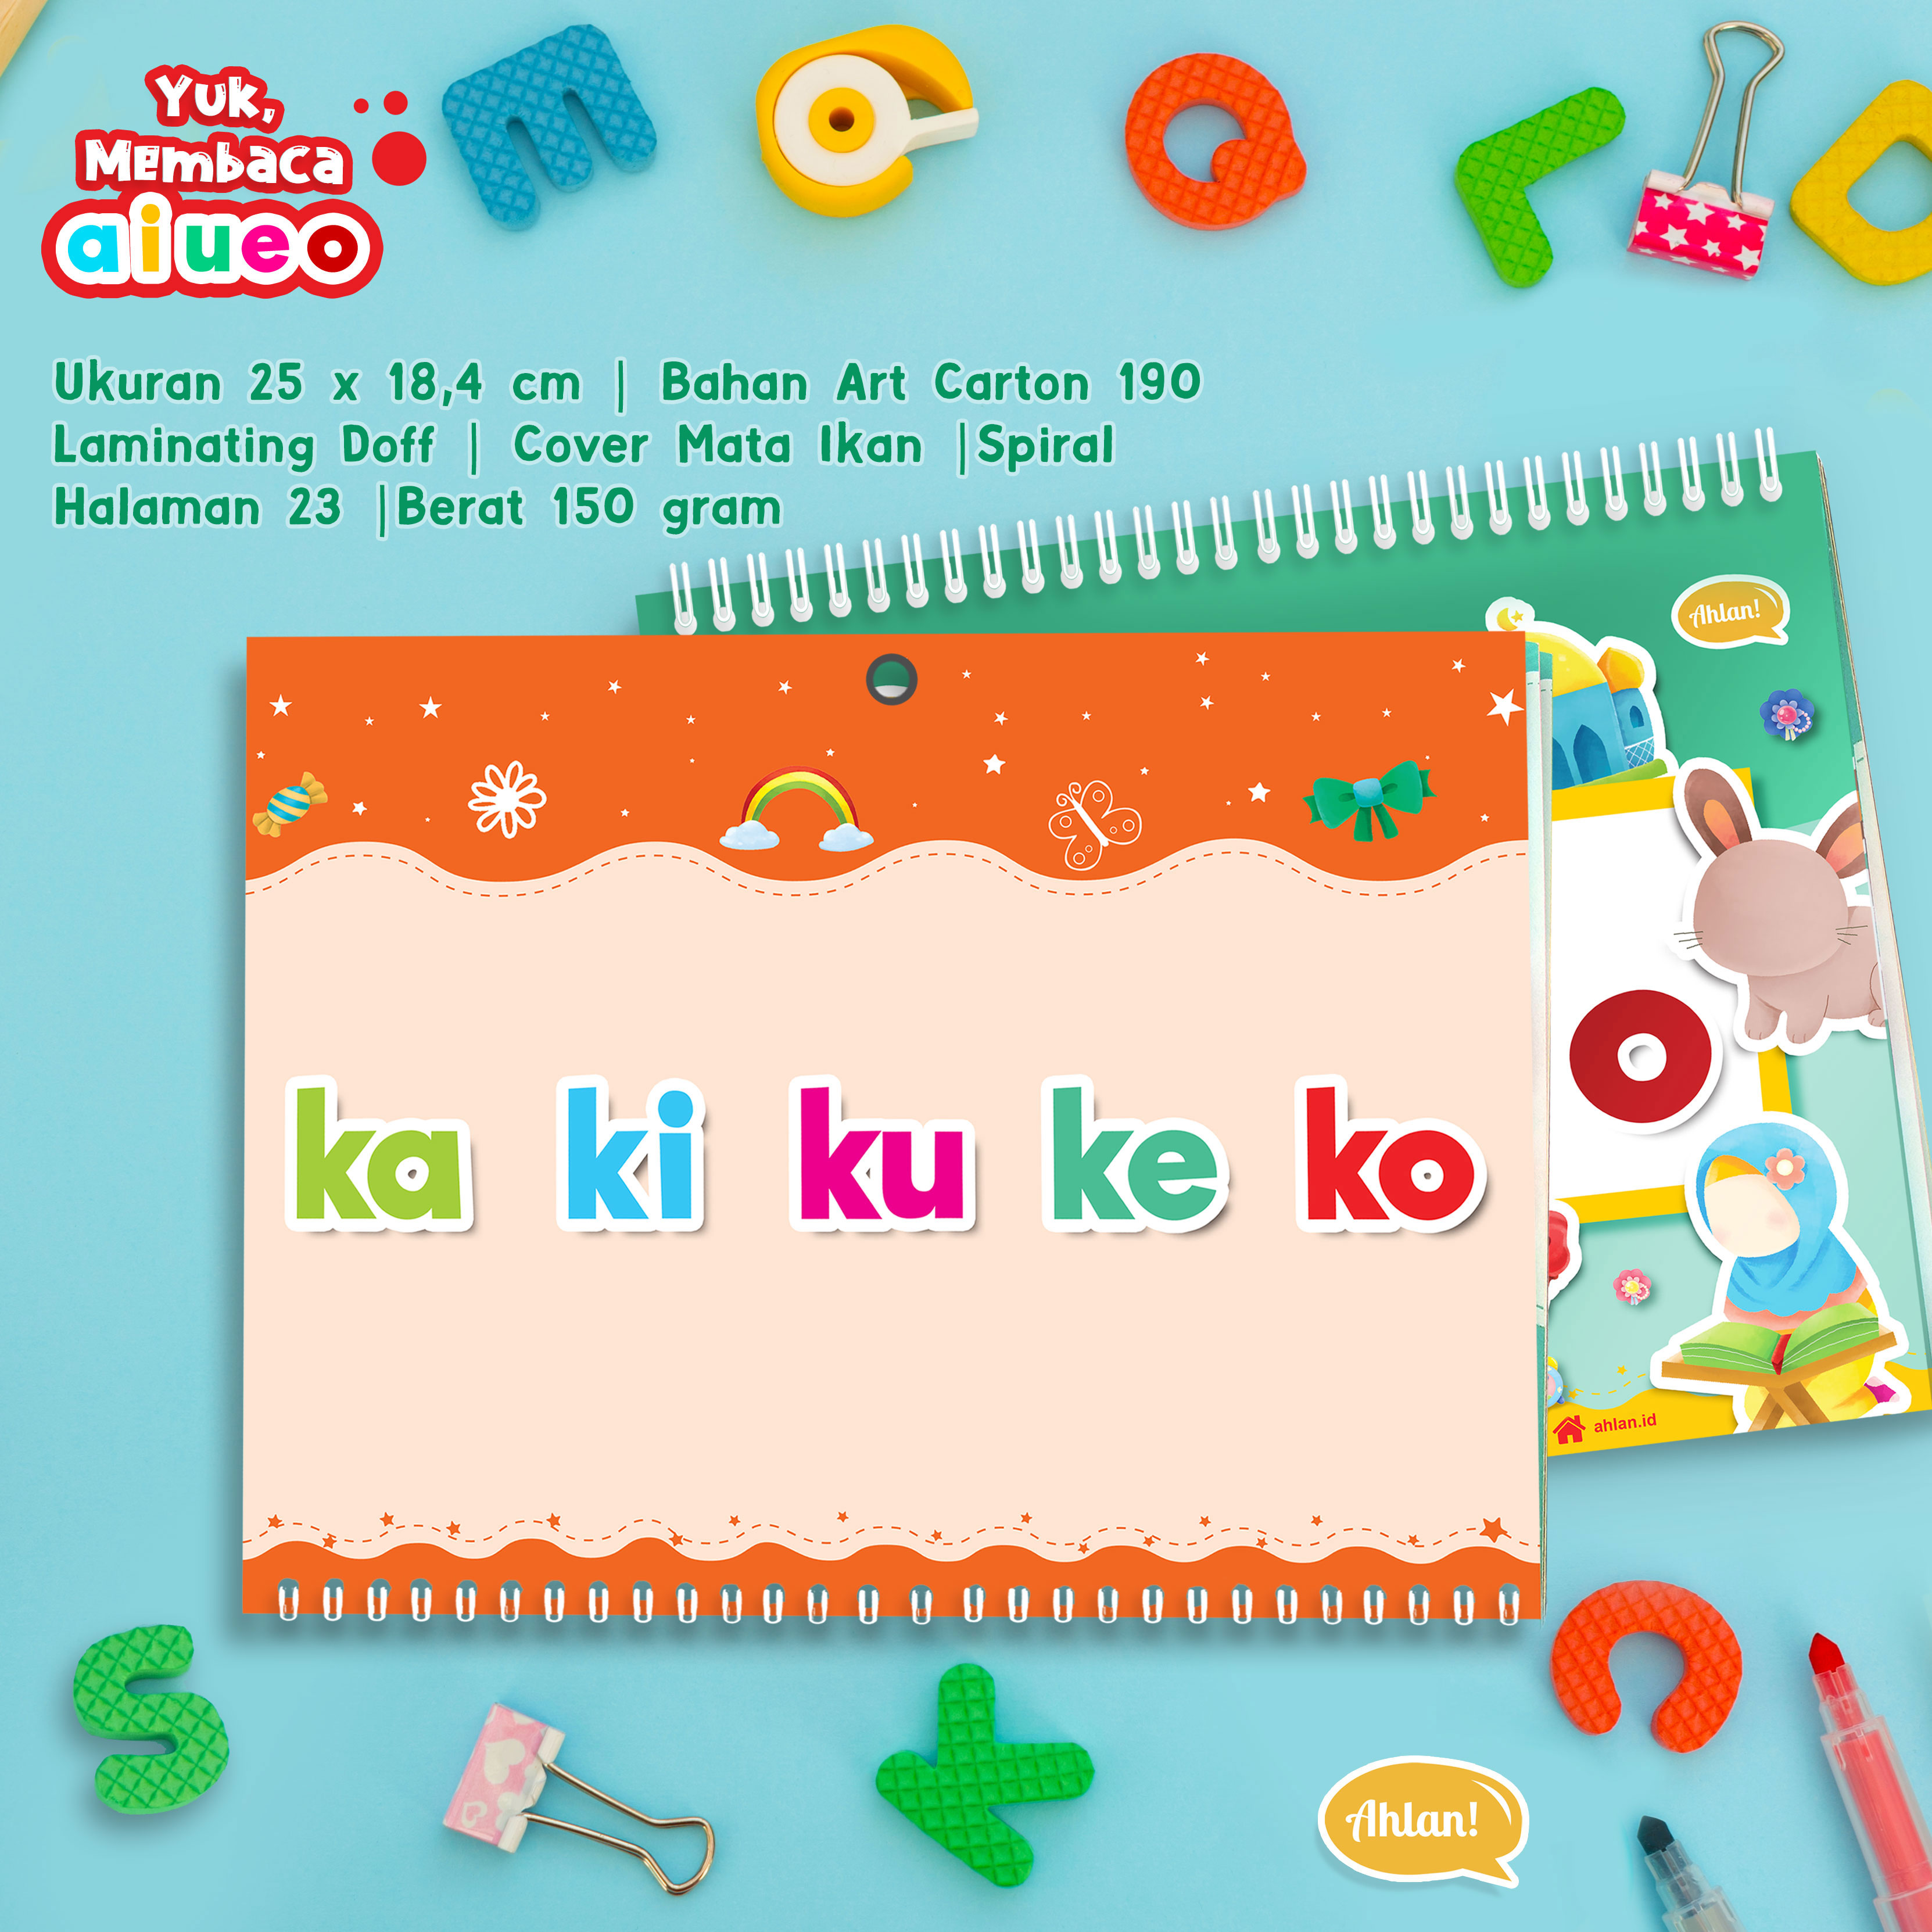 Yuk,
Membaca
aiueo
Ukuran 25 x 18,4 cm | Bahan Art Carton 190
Laminating Doff | Cover Mata Ikan |Spiral
Halaman 23 |Berat 150 gram
Ahlan!
ka ki ku ke ko
o
ahlan.id
Ahlan!